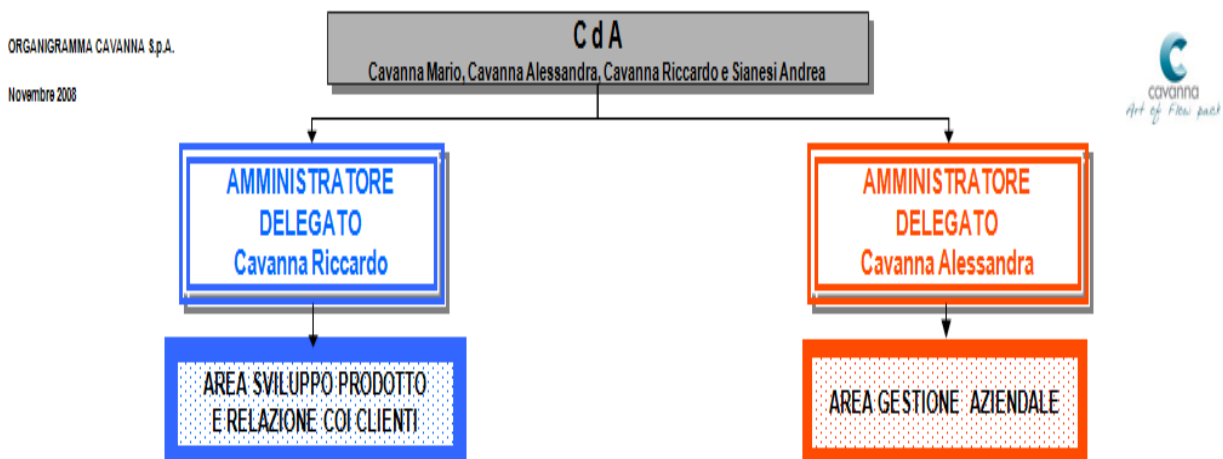 ORGANIGRAMMA CAVANNA S.p.A.
Novembre 2008
C d A
Cavanna Mario, Cavanna Alessandra, Cavanna Riccardo e Sianesi Andrea
cavanna
Art of Flow pack
AMMINISTRATORE
DELEGATO
Cavanna Riccardo
AMMINISTRATORE
DELEGATO
Cavanna Alessandra
AREA SVILUPPO PRODOTTO
E RELAZIONE COI CLIENTI
AREA GESTIONE AZIENDALE